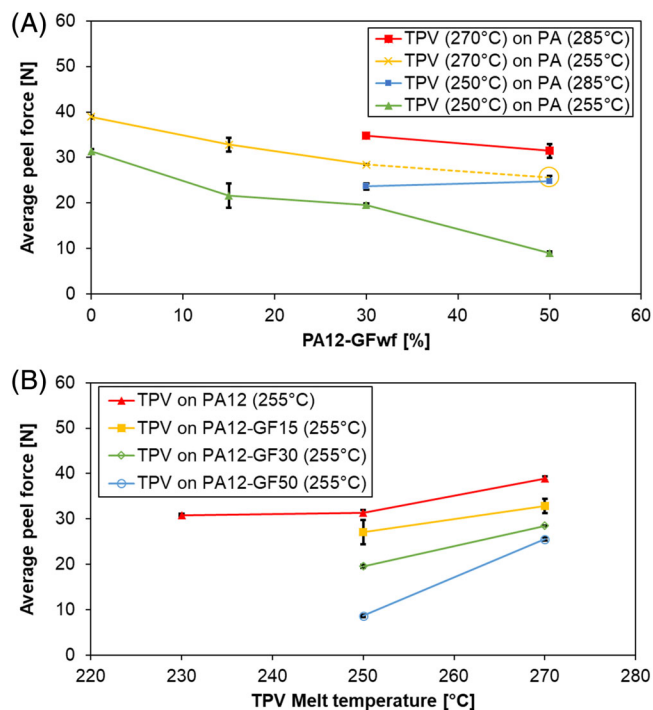 (A)
60
50
40
30
20
10
0
Average peel force [N]
TPV (270°C) on PA (285°C)
TPV (270°C) on PA (255°C)
TPV (250°C) on PA (285°C)
TPV (250°C) on PA (255°C)
0 10 20 30 40 50 60
PA12-GFwf [%]
(B)
60
50
40
30
20
10
0
Average peel force [N]
TPV on PA12 (255°C)
TPV on PA12-GF15 (255°C)
TPV on PA12-GF30 (255°C)
TPV on PA12-GF50 (255°C)
220 230 240 250 260 270 280
TPV Melt temperature [°C]